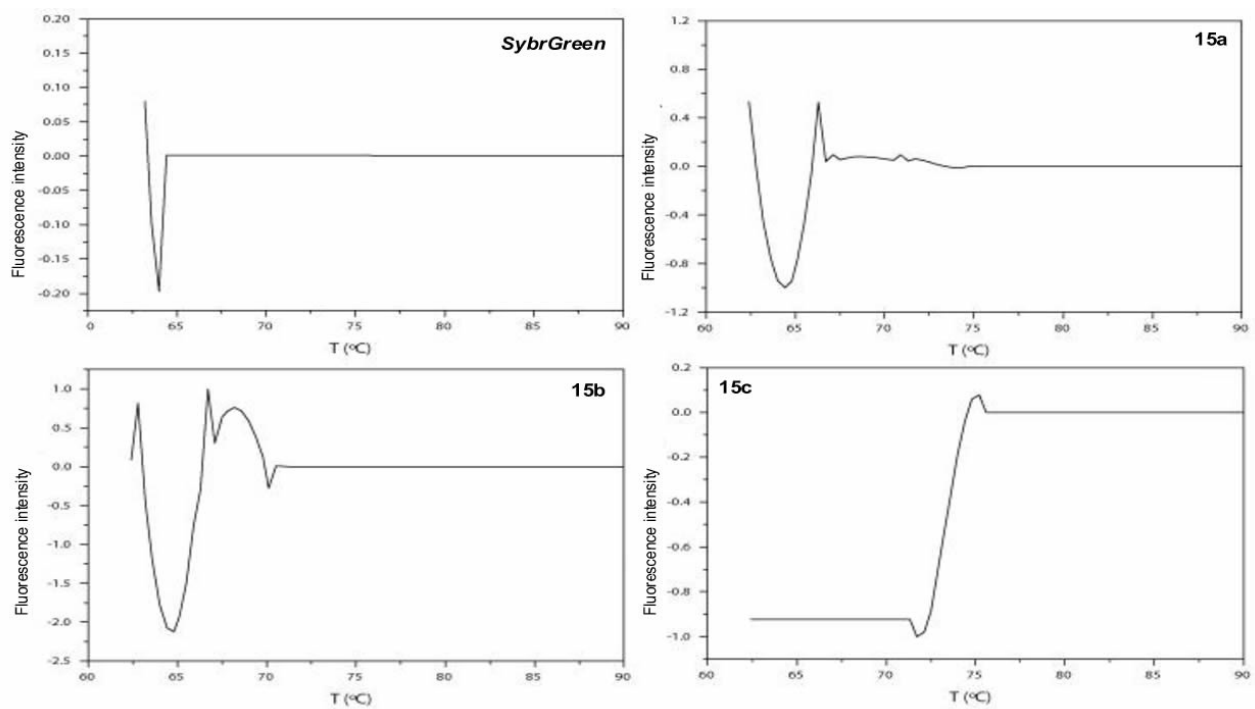 SybrGreen
Fluorescence intensity
0.20
0.15
0.10
0.05
0.00
-0.05
-0.10
-0.15
-0.20
0 65 70 75 80 85 90
T (ºC)
15a
Fluorescence intensity
1.2
0.8
0.4
0.0
-0.4
-0.8
-1.2
60 65 70 75 80 85 90
T (ºC)
15b
Fluorescence intensity
1.0
0.5
0.0
-0.5
-1.0
-1.5
-2.0
-2.5
60 65 70 75 80 85 90
T (ºC)
15c
Fluorescence intensity
0.2
0.0
-0.2
-0.4
-0.6
-0.8
-1.0
60 65 70 75 80 85 90
T (ºC)